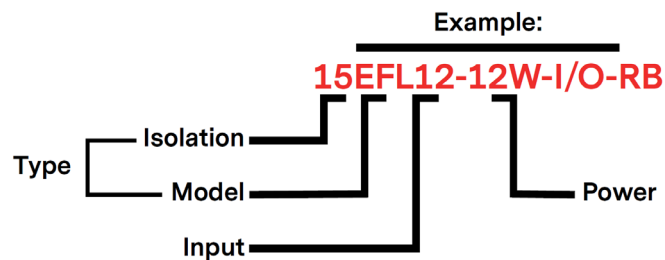 Example:
15EFL12-12W-I/O-RB
Isolation
Type
Model
Power
Input